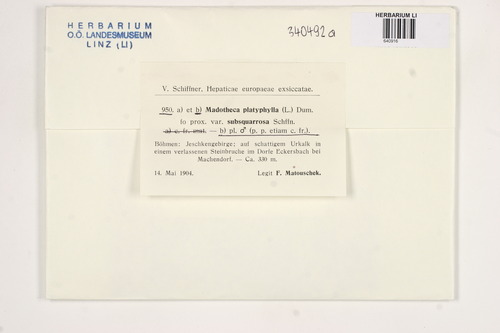 HERBARIUM
O.Ö. LANDESMUSEUM
LINZ (LI)
340492a
HERBARIUM LI
V. Schiffner, Hepaticae europaeae exsiccatae.
950. a) et b) Madotheca platyphylla (L.) Dum.
fo prox. var. subsquarrosa Schffn.
a) c. fr. mat. — b) pl. ♂ (p. p. etiam c. fr.).
Böhmen: Jeschkengebirge; auf schattigem Urkalk in
einem verlassenen Steinbruche im Dorfe Eckersbach bei
Machendorf. — Ca. 330 m.
14. Mai 1904.
Legit F. Matouschek.